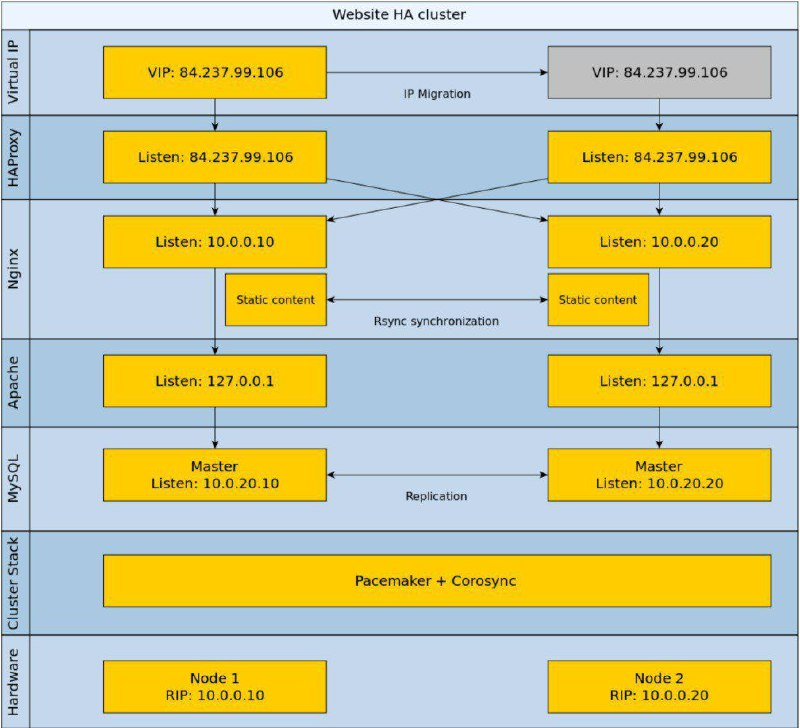 Website HA cluster
Virtual IP
VIP: 84.237.99.106
IP Migration
VIP: 84.237.99.106
HAProxy
Listen: 84.237.99.106
Listen: 84.237.99.106
Nginx
Listen: 10.0.0.10
Listen: 10.0.0.20
Static content
Rsync synchronization
Static content
Apache
Listen: 127.0.0.1
Listen: 127.0.0.1
MySQL
Master
Listen: 10.0.20.10
Replication
Master
Listen: 10.0.20.20
Cluster Stack
Pacemaker + Corosync
Hardware
Node 1
RIP: 10.0.0.10
Node 2
RIP: 10.0.0.20